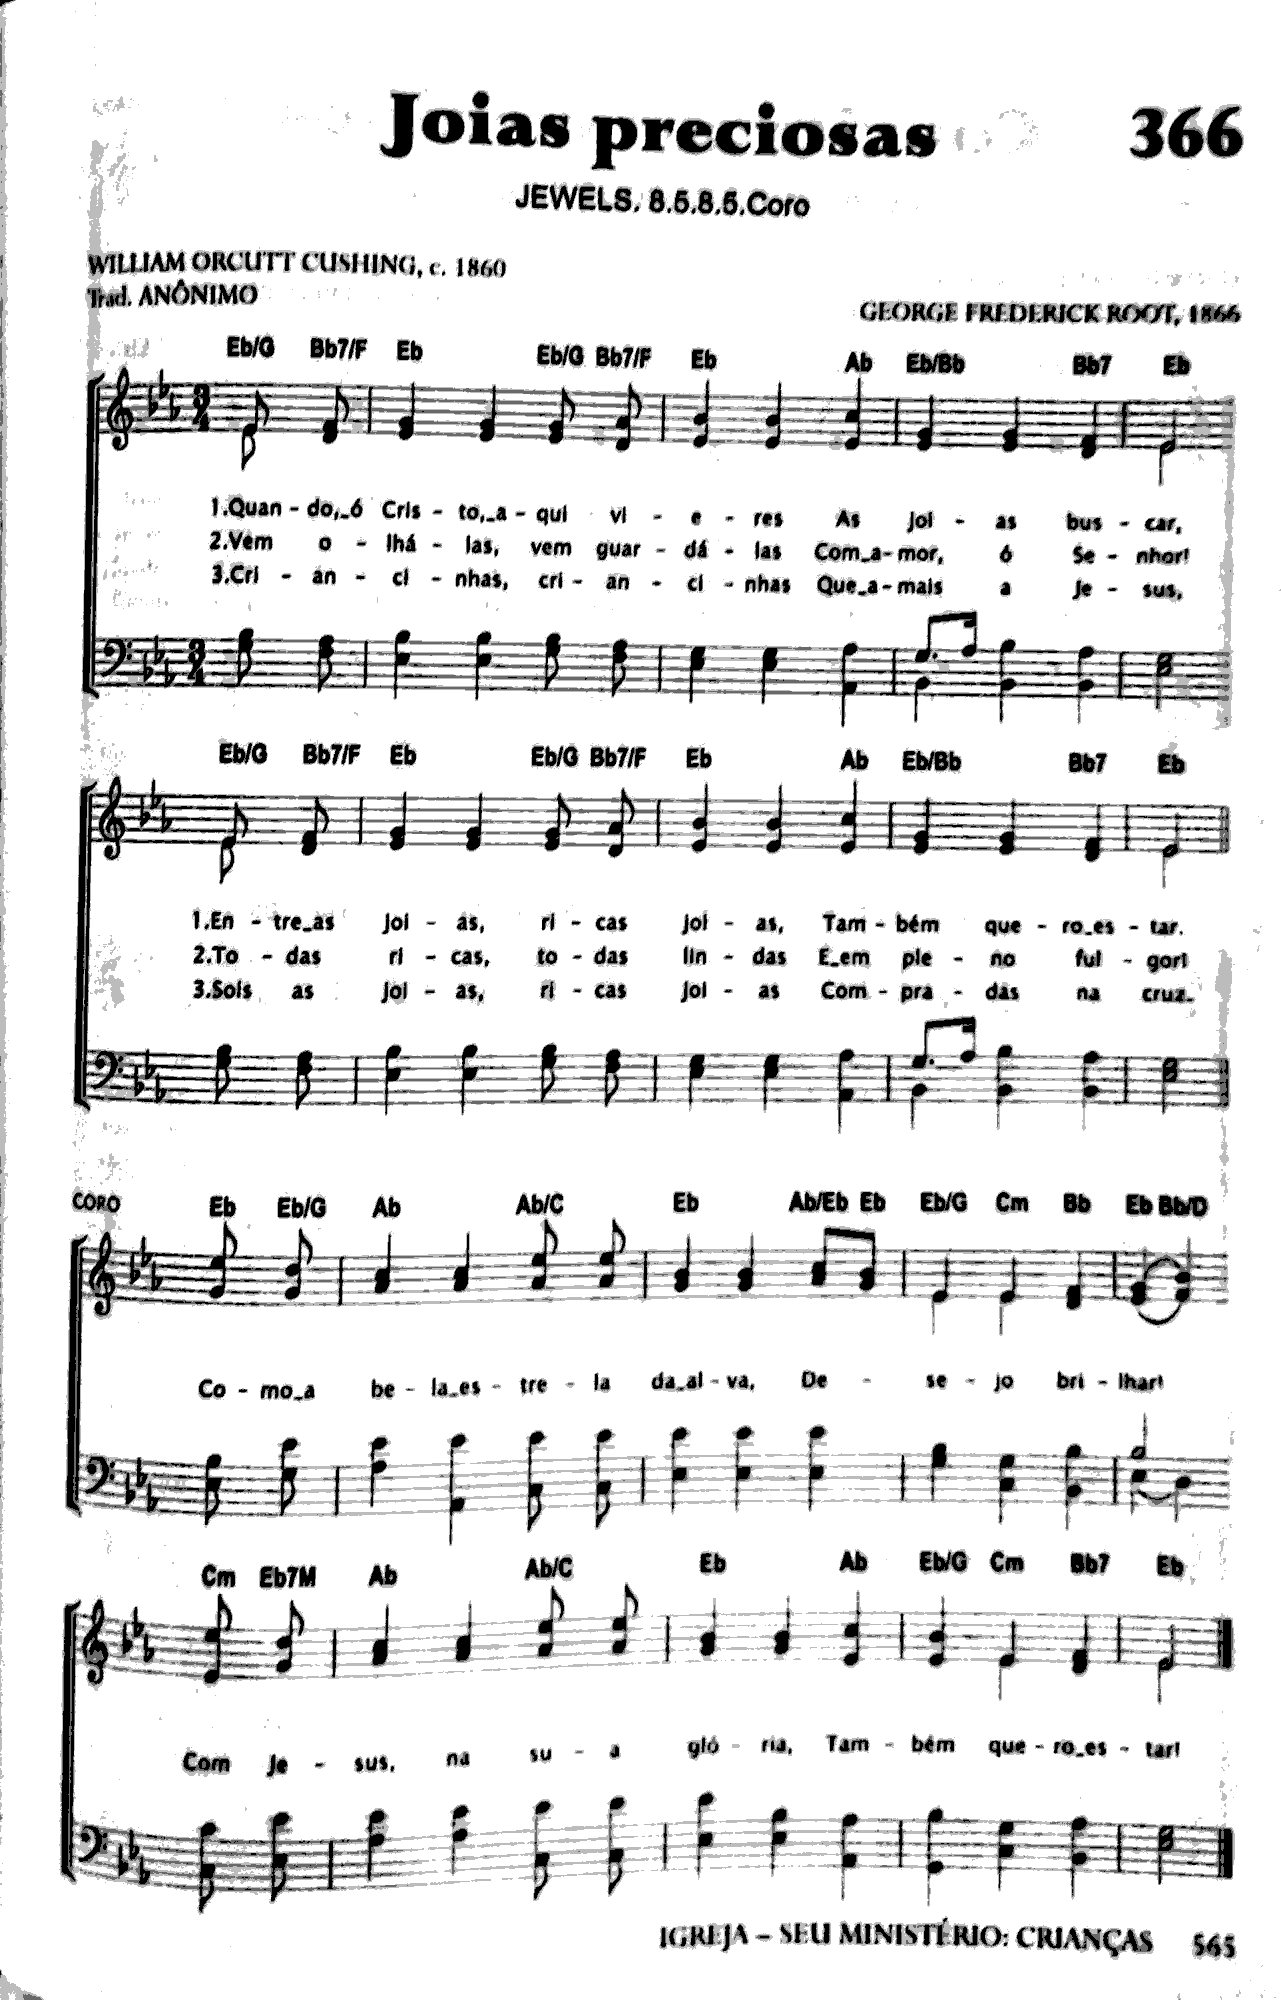 Joias preciosas 366
JEWELS. 8.5.8.5.Coro
WILLIAM ORCUTT CUSHING, c. 1860
Trad. ANÔNIMO
GEORGE FREDERICK ROOT, 1866
Eb/G Bb7/F Eb Eb/G Bb7/F Eb Ab Eb/Bb Bb7 Eb
1.Quan - do,_ó Cris - to,_a - qui vi - e - res As joi - as bus - car,
2.Vem o - lhá - las, vem guar - dá - las Com_a - mor, ó Se - nhor!
3.Cri - an - ci - nhas, cri - an - ci - nhas Que_a - mais a Je - sus,
Eb/G Bb7/F Eb Eb/G Bb7/F Eb Ab Eb/Bb Bb7 Eb
1.En - tre_as joi - as, ri - cas joi - as, Tam - bém que - ro_es - tar.
2.To - das ri - cas, to - das lin - das E_em ple - no ful - gor!
3.Sois as joi - as, ri - cas joi - as Com - pra - das na cruz.
CORO Eb Eb/G Ab Ab/C Eb Ab/Eb Eb Eb/G Cm Bb Eb Bb/D
Co - mo_a be - la_es - tre - la da_al - va, De - se - jo bri - lhar!
Cm Eb7M Ab Ab/C Eb Ab Eb/G Cm Bb7 Eb
Com Je - sus, na su - a gló - ria, Tam - bém que - ro_es - tar!
IGREJA – SEU MINISTÉRIO: CRIANÇAS 565